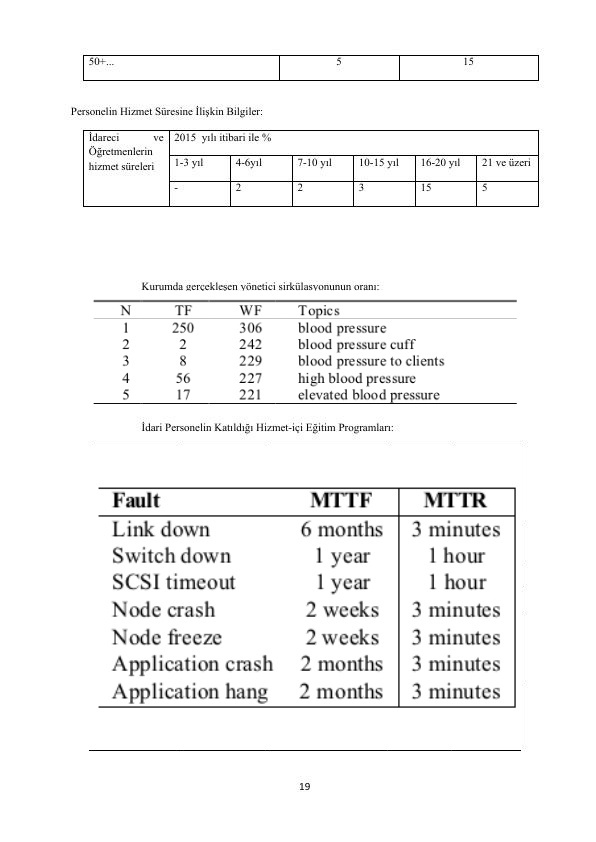 50+... 5 15
Personelin Hizmet Süresine İlişkin Bilgiler:
İdareci ve Öğretmenlerin hizmet süreleri 2015 yılı itibari ile %
1-3 yıl 4-6yıl 7-10 yıl 10-15 yıl 16-20 yıl 21 ve üzeri
- 2 2 3 15 5
Kurumda gerçekleşen yönetici sirkülasyonunun oranı:
N TF WF Topics
1 250 306 blood pressure
2 2 242 blood pressure cuff
3 8 229 blood pressure to clients
4 56 227 high blood pressure
5 17 221 elevated blood pressure
İdari Personelin Katıldığı Hizmet-içi Eğitim Programları:
Fault MTTF MTTR
Link down 6 months 3 minutes
Switch down 1 year 1 hour
SCSI timeout 1 year 1 hour
Node crash 2 weeks 3 minutes
Node freeze 2 weeks 3 minutes
Application crash 2 months 3 minutes
Application hang 2 months 3 minutes
19